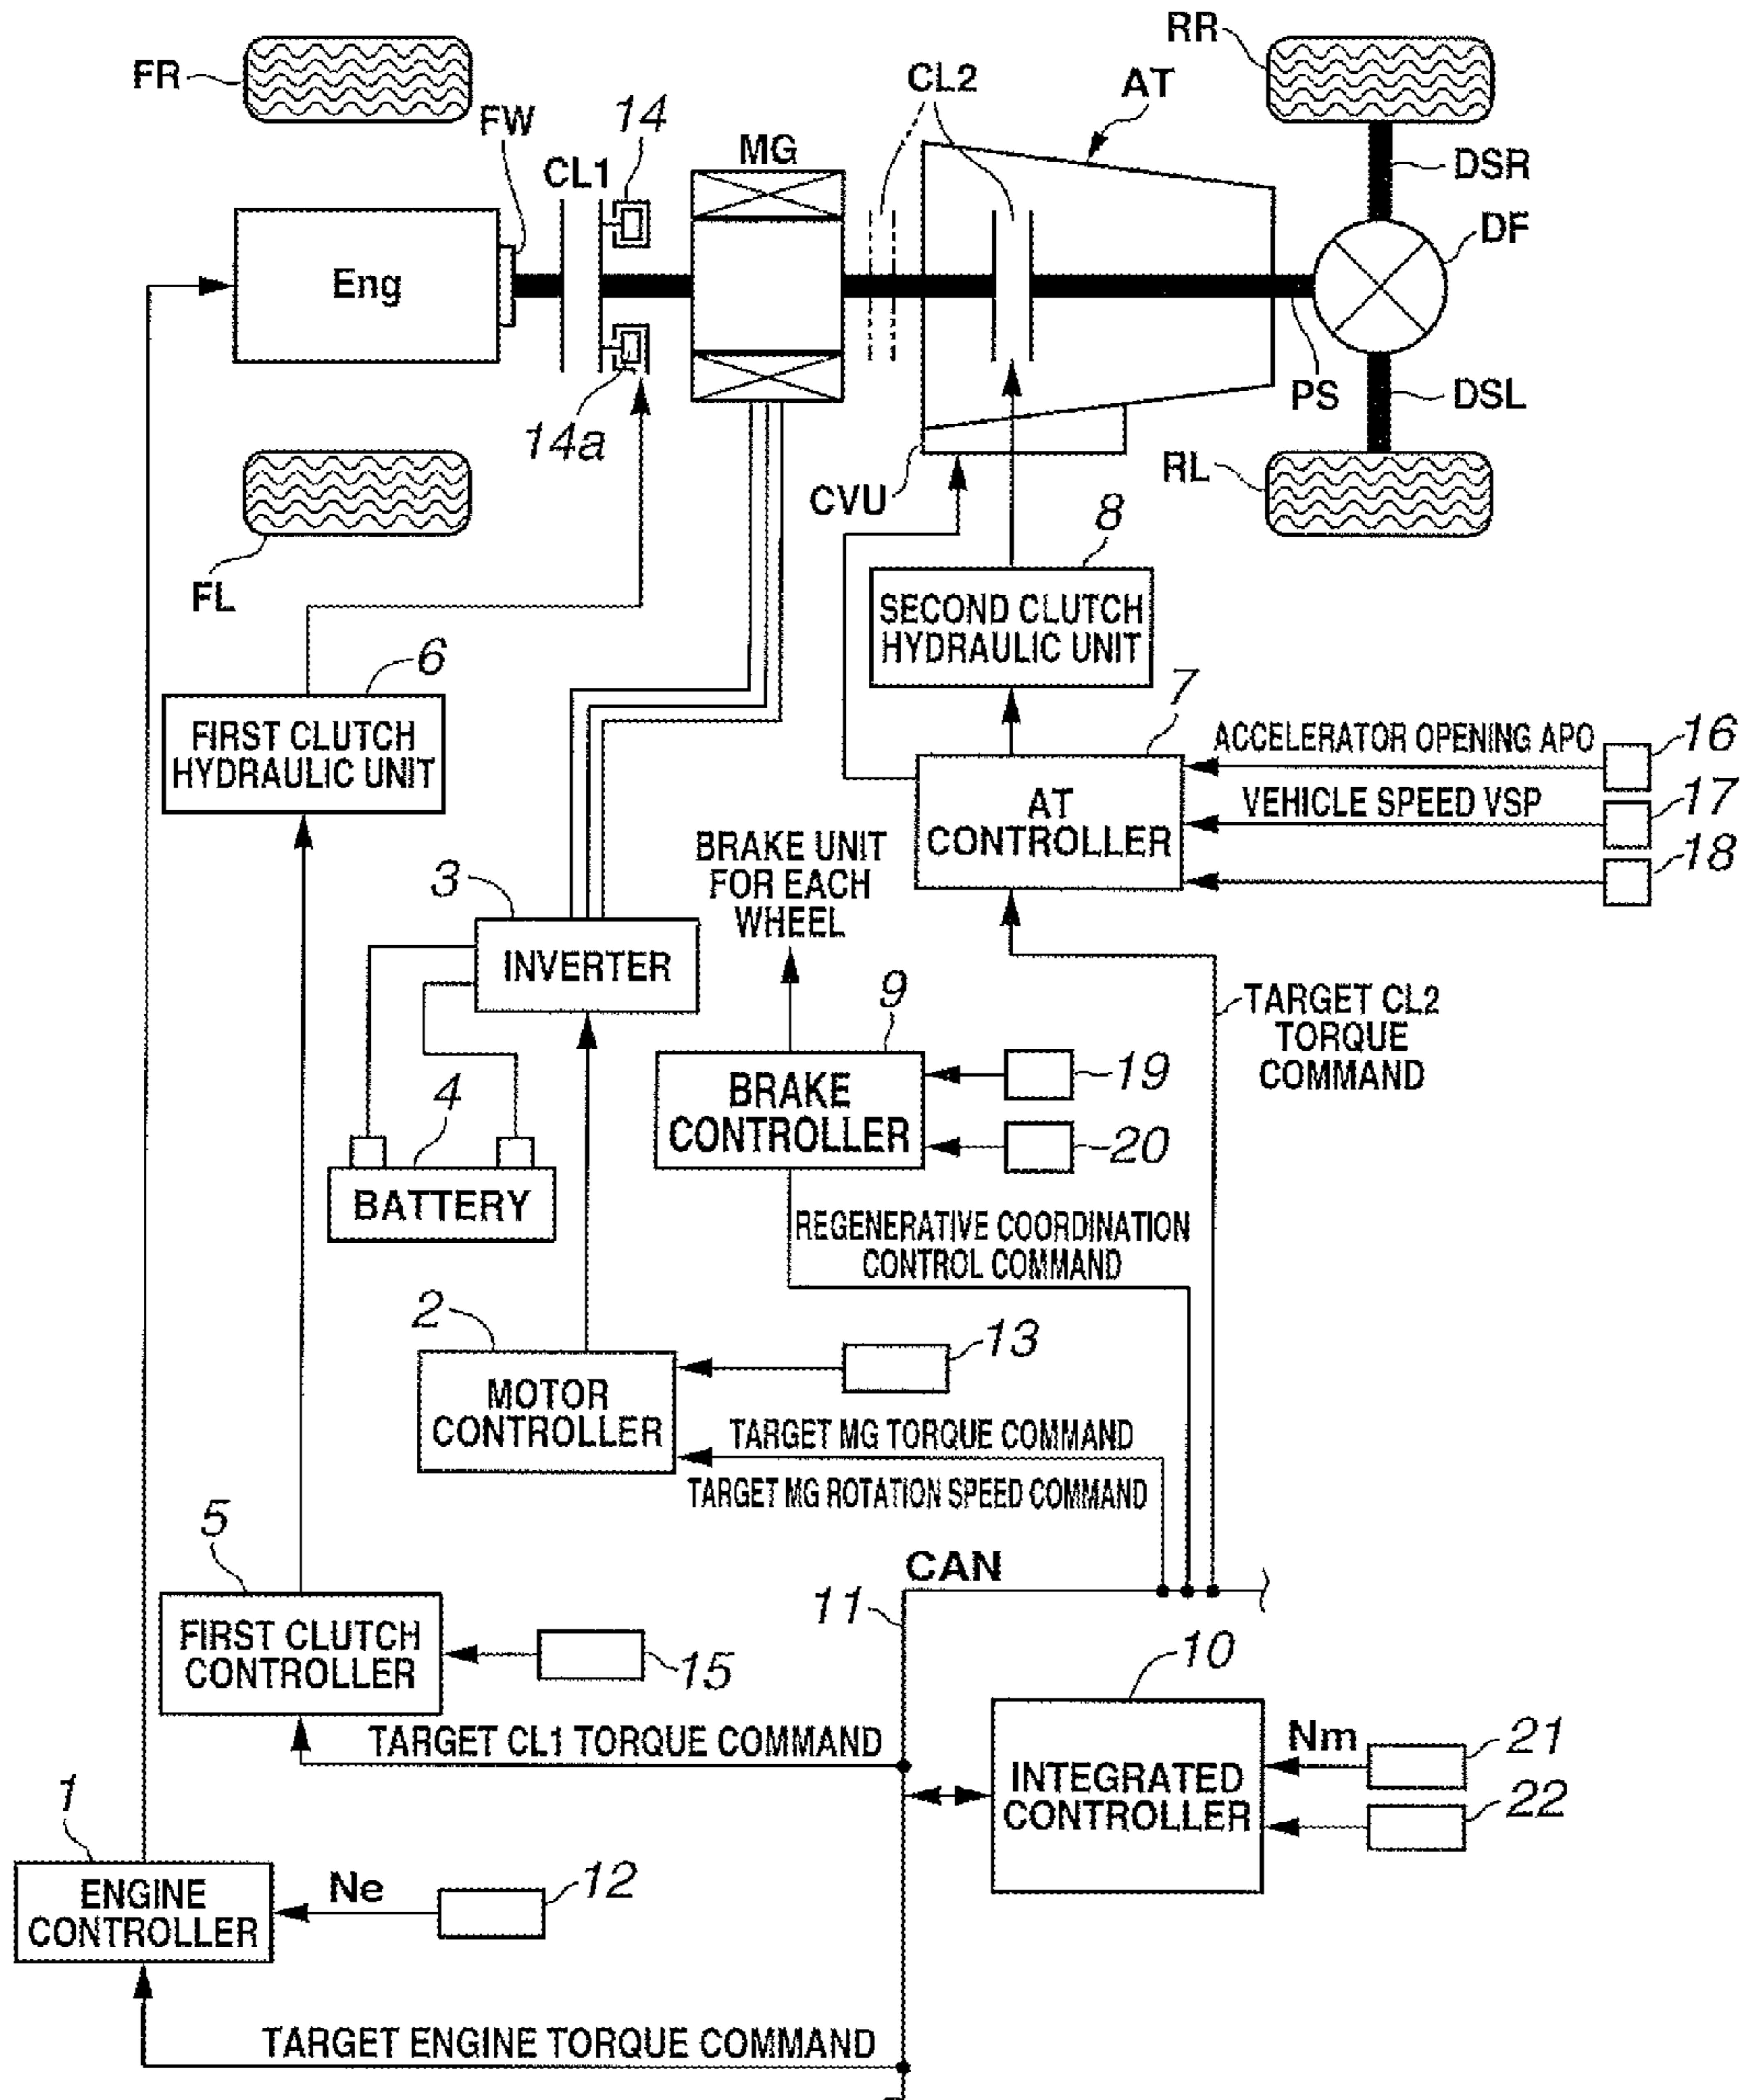 RR
FR
CL2
AT
14
FW
MG
CL1
DSR
DF
Eng
PS
DSL
14a
RL
CVU
8
FL
SECOND CLUTCH
HYDRAULIC UNIT
6
7
FIRST CLUTCH
HYDRAULIC UNIT
ACCELERATOR OPENING APO
16
AT
CONTROLLER
VEHICLE SPEED VSP
17
18
BRAKE UNIT
FOR EACH
WHEEL
3
INVERTER
9
TARGET CL2
TORQUE
COMMAND
BRAKE
CONTROLLER
19
20
4
BATTERY
REGENERATIVE COORDINATION
CONTROL COMMAND
2
13
MOTOR
CONTROLLER
TARGET MG TORQUE COMMAND
TARGET MG ROTATION SPEED COMMAND
5
CAN
11
FIRST CLUTCH
CONTROLLER
15
10
TARGET CL1 TORQUE COMMAND
INTEGRATED
CONTROLLER
Nm
21
22
1
ENGINE
CONTROLLER
Ne
12
TARGET ENGINE TORQUE COMMAND